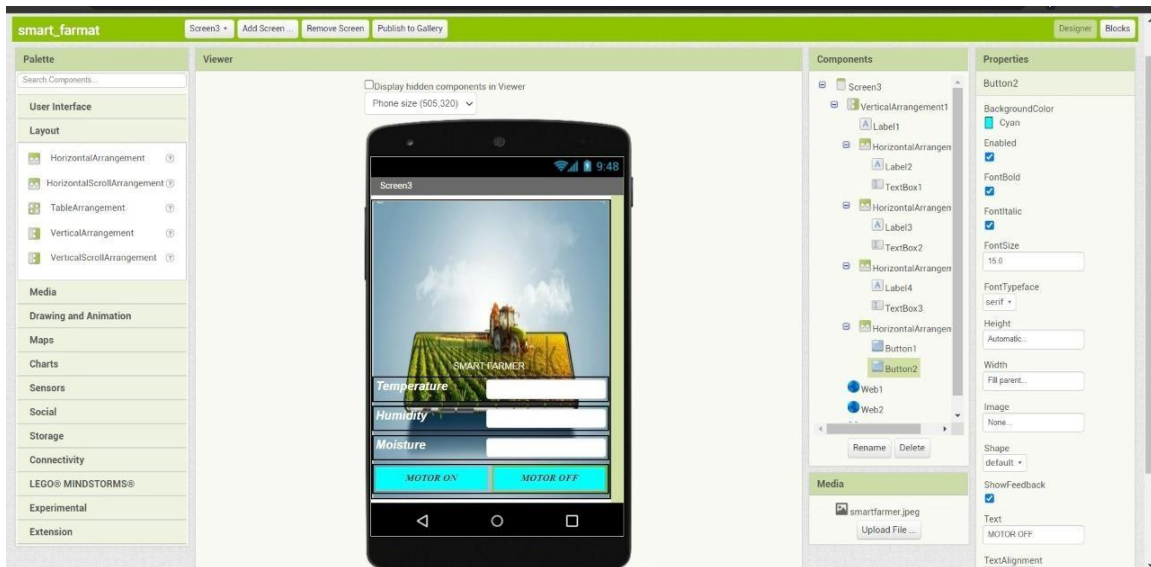 smart_farmat
Screen3
Add Screen ...
Remove Screen
Publish to Gallery
Designer
Blocks
Palette
Search Components...
User Interface
Layout
HorizontalArrangement
HorizontalScrollArrangement
TableArrangement
VerticalArrangement
VerticalScrollArrangement
Media
Drawing and Animation
Maps
Charts
Sensors
Social
Storage
Connectivity
LEGO® MINDSTORMS®
Experimental
Extension
Viewer
Display hidden components in Viewer
Phone size (505,320)
9:48
Screen3
SMART FARMER
Temperature
Humidity
Moisture
MOTOR ON
MOTOR OFF
Components
Screen3
VerticalArrangement1
Label1
HorizontalArrangen
Label2
TextBox1
HorizontalArrangen
Label3
TextBox2
HorizontalArrangen
Label4
TextBox3
HorizontalArrangen
Button1
Button2
Web1
Web2
Rename
Delete
Media
smartfarmer.jpeg
Upload File ...
Properties
Button2
BackgroundColor
Cyan
Enabled
FontBold
FontItalic
FontSize
15.0
FontTypeface
serif
Height
Automatic...
Width
Fill parent...
Image
None...
Shape
default
ShowFeedback
Text
MOTOR OFF
TextAlignment